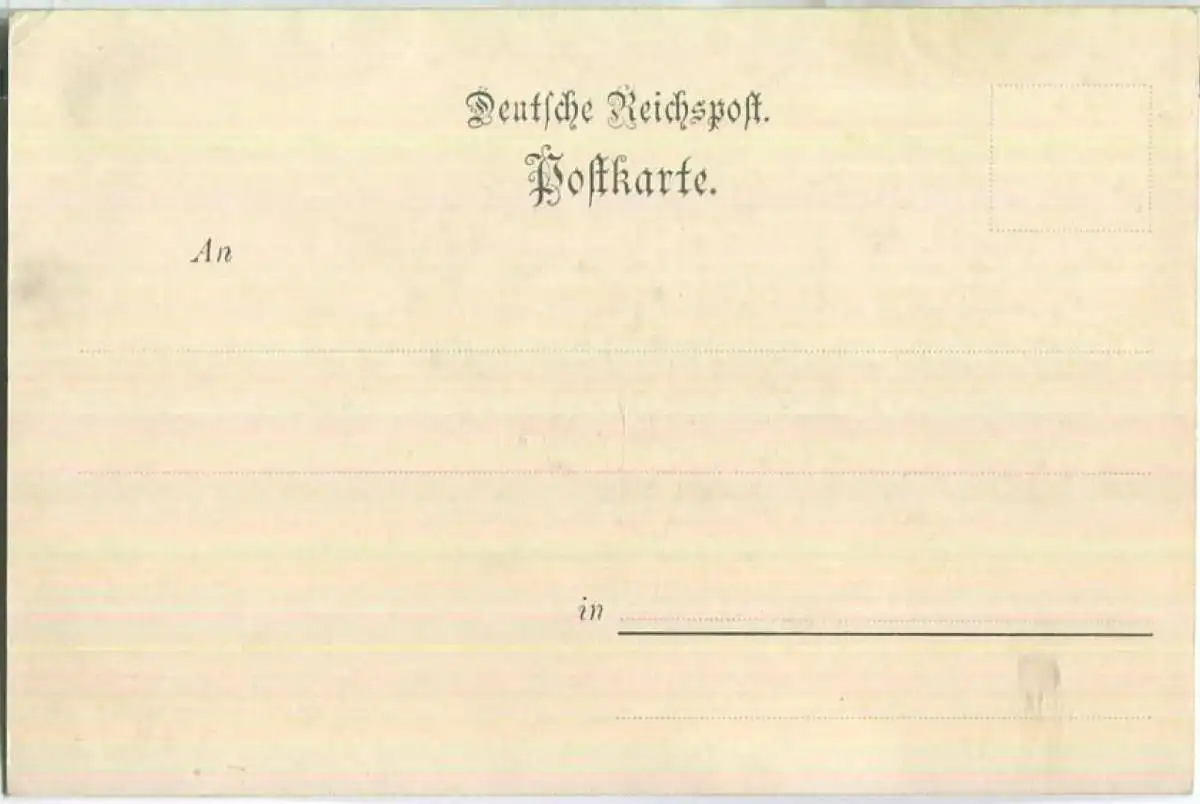 Deutſche Reichspoſt.
Poſtkarte.
An
in